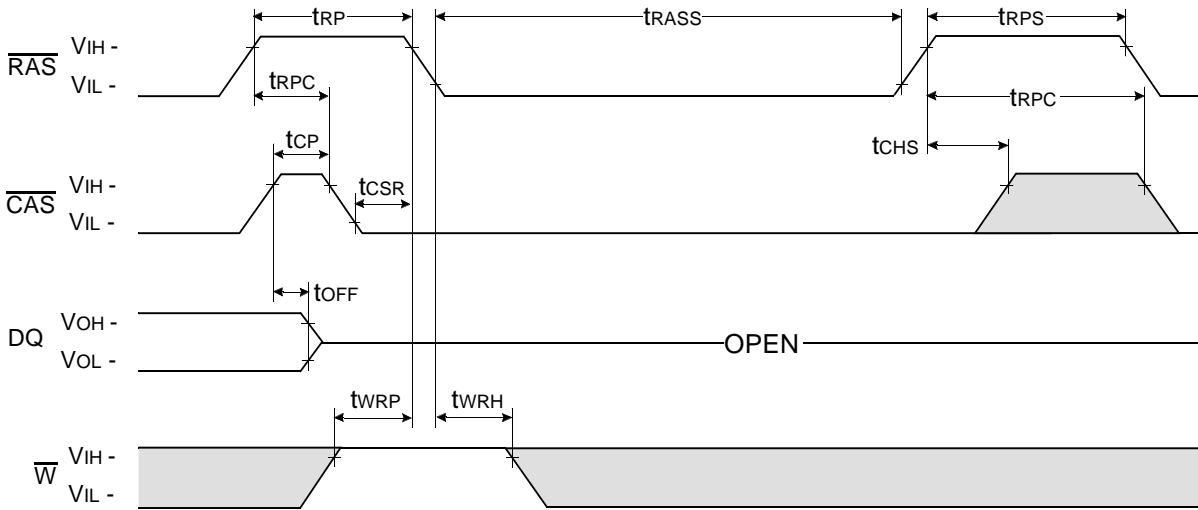 tRP tRASS tRPS
RAS VIH -
VIL -
tRPC tRPC
tCP tCHS
CAS VIH -
tCSR
VIL -
tOFF
DQ VOH -
VOL -
OPEN
tWRP tWRH
W VIH -
VIL -